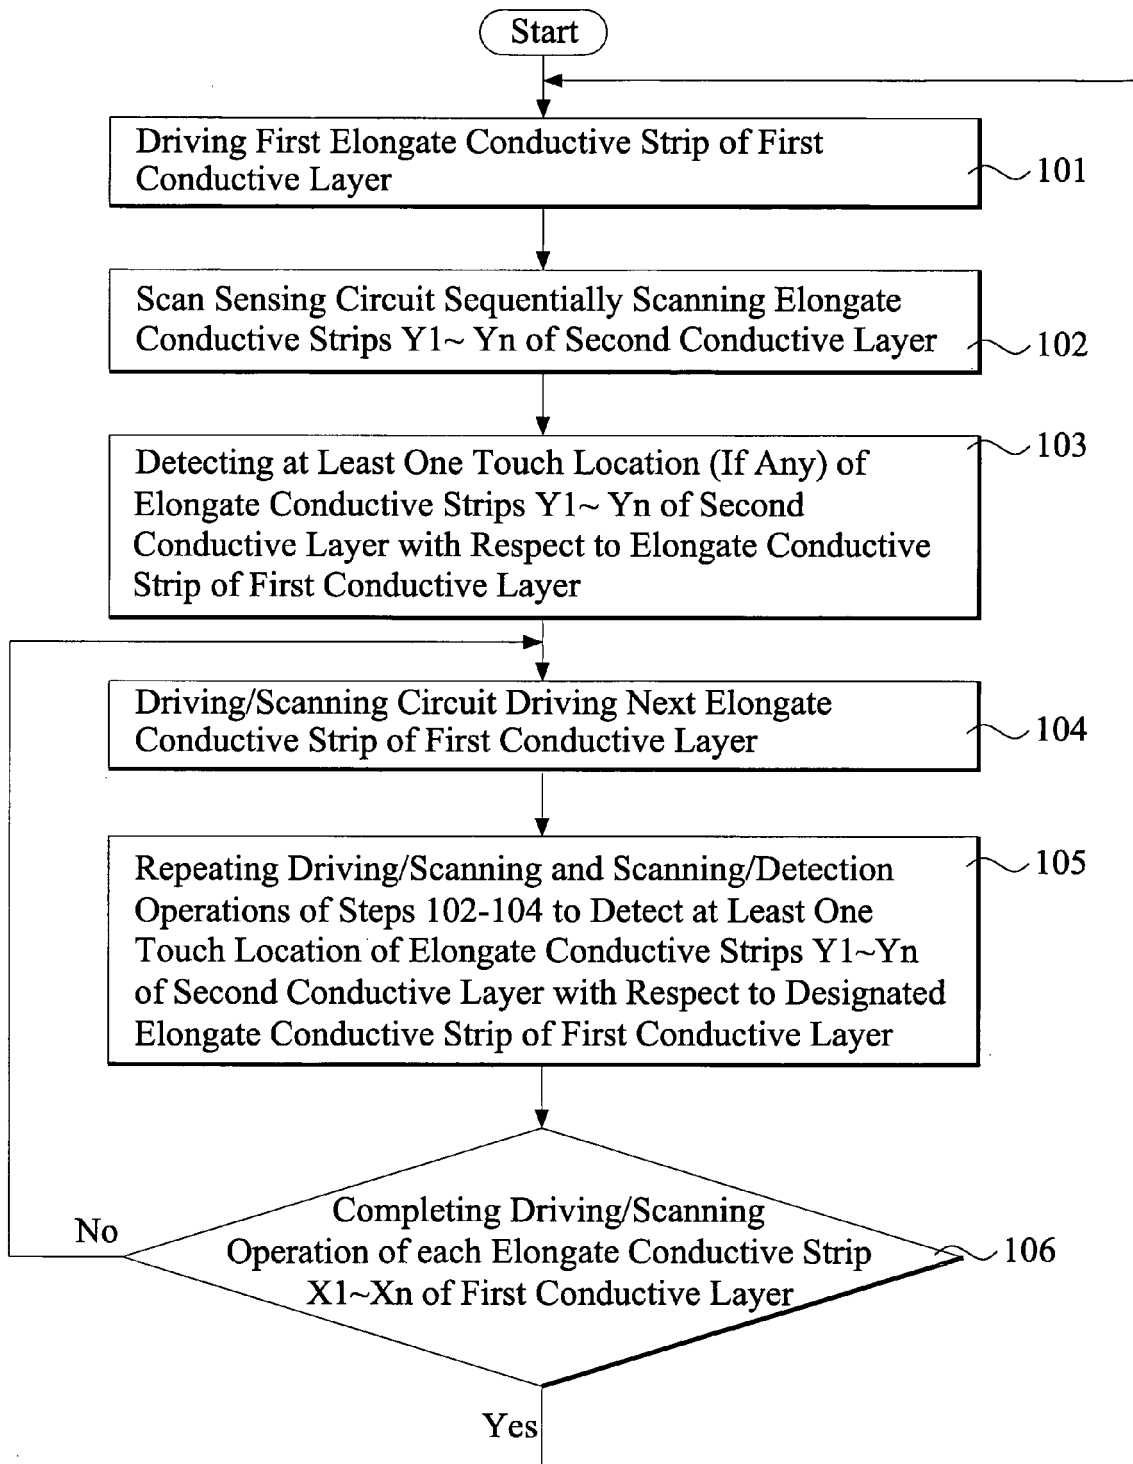 Start
Driving First Elongate Conductive Strip of First
Conductive Layer
101
Scan Sensing Circuit Sequentially Scanning Elongate
Conductive Strips Y1~ Yn of Second Conductive Layer
102
Detecting at Least One Touch Location (If Any) of
Elongate Conductive Strips Y1~ Yn of Second
Conductive Layer with Respect to Elongate Conductive
Strip of First Conductive Layer
103
Driving/Scanning Circuit Driving Next Elongate
Conductive Strip of First Conductive Layer
104
Repeating Driving/Scanning and Scanning/Detection
Operations of Steps 102-104 to Detect at Least One
Touch Location of Elongate Conductive Strips Y1~Yn
of Second Conductive Layer with Respect to Designated
Elongate Conductive Strip of First Conductive Layer
105
Completing Driving/Scanning
Operation of each Elongate Conductive Strip
X1~Xn of First Conductive Layer
106
No
Yes